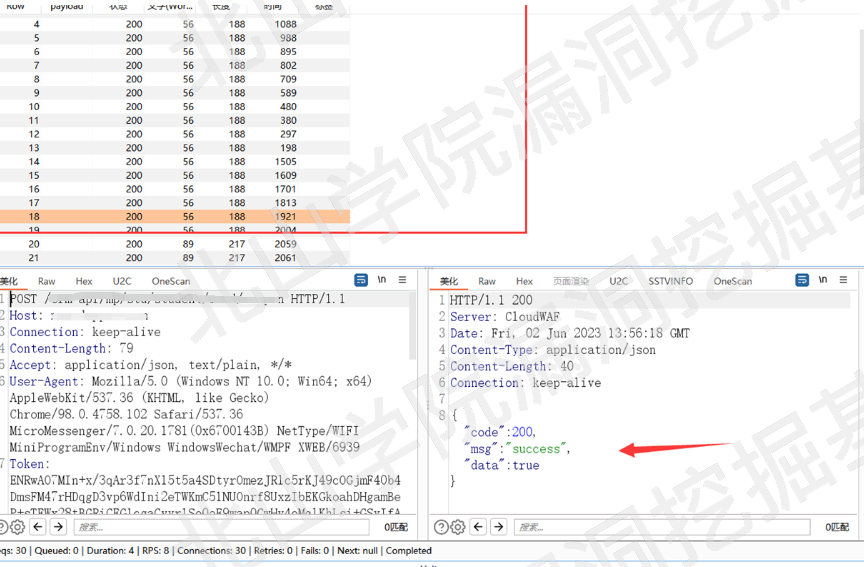 Row payload 状态 文字(Wor... 长度 时间 标签
4 200 56 188 1088
5 200 56 188 988
6 200 56 188 895
7 200 56 188 802
8 200 56 188 709
9 200 56 188 589
10 200 56 188 480
11 200 56 188 380
12 200 56 188 297
13 200 56 188 198
14 200 56 188 1505
15 200 56 188 1609
16 200 56 188 1701
17 200 56 188 1813
18 200 56 188 1921
19 200 56 188 2004
20 200 89 217 2059
21 200 89 217 2061
美化 Raw Hex U2C OneScan \n
POST HTTP/1.1
2 Host:
3 Connection: keep-alive
4 Content-Length: 79
5 Accept: application/json, text/plain, */*
6 User-Agent: Mozilla/5.0 (Windows NT 10.0; Win64; x64)
AppleWebKit/537.36 (KHTML, like Gecko)
Chrome/98.0.4758.102 Safari/537.36
MicroMessenger/7.0.20.1781(0x6700143B) NetType/WIFI
MiniProgramEnv/Windows WindowsWechat/WMPF XWEB/6939
7 Token:
搜索... 0匹配
美化 Raw Hex 页面渲染 U2C SSTVINFO OneScan \n
1 HTTP/1.1 200
2 Server: CloudWAF
3 Date: Fri, 02 Jun 2023 13:56:18 GMT
4 Content-Type: application/json
5 Content-Length: 40
6 Connection: keep-alive
7
8 {
"code":200,
"msg":"success",
"data":true
}
搜索... 0匹配
eqs: 30 | Queued: 0 | Duration: 4 | RPS: 8 | Connections: 30 | Retries: 0 | Fails: 0 | Next: null | Completed
北山学院漏洞挖掘基